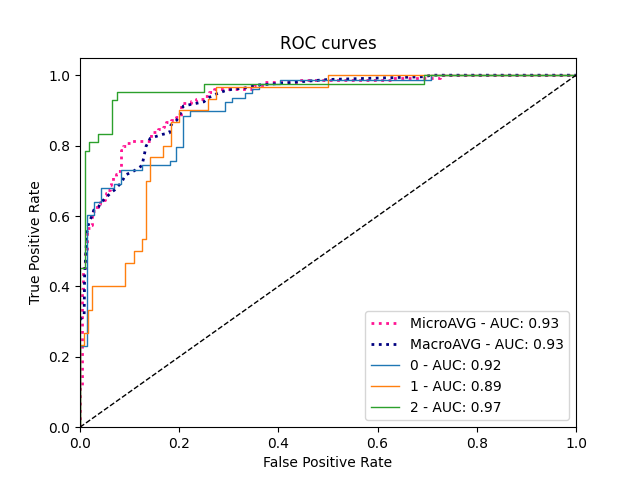 ROC curves
1.0
0.8
0.6
0.4
0.2
0.0
True Positive Rate
0.0 0.2 0.4 0.6 0.8 1.0
False Positive Rate
MicroAVG - AUC: 0.93
MacroAVG - AUC: 0.93
0 - AUC: 0.92
1 - AUC: 0.89
2 - AUC: 0.97